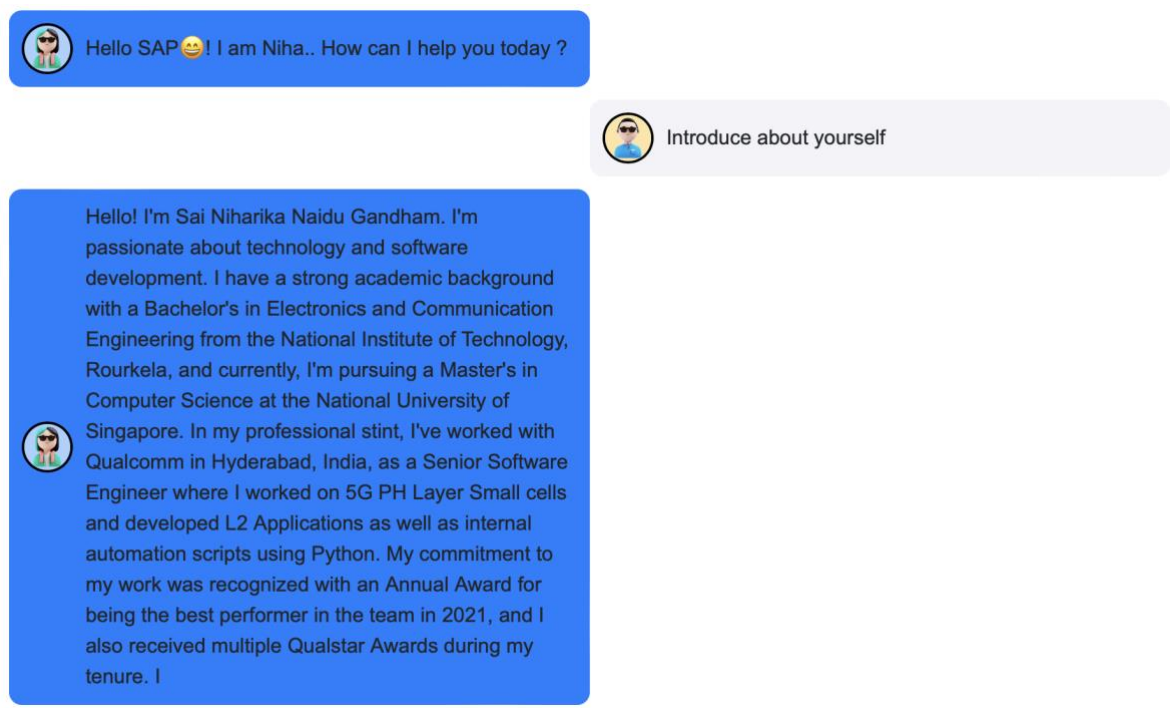 Hello SAP😄! I am Niha.. How can I help you today ?
Introduce about yourself
Hello! I'm Sai Niharika Naidu Gandham. I'm
passionate about technology and software
development. I have a strong academic background
with a Bachelor's in Electronics and Communication
Engineering from the National Institute of Technology,
Rourkela, and currently, I'm pursuing a Master's in
Computer Science at the National University of
Singapore. In my professional stint, I've worked with
Qualcomm in Hyderabad, India, as a Senior Software
Engineer where I worked on 5G PH Layer Small cells
and developed L2 Applications as well as internal
automation scripts using Python. My commitment to
my work was recognized with an Annual Award for
being the best performer in the team in 2021, and I
also received multiple Qualstar Awards during my
tenure. I